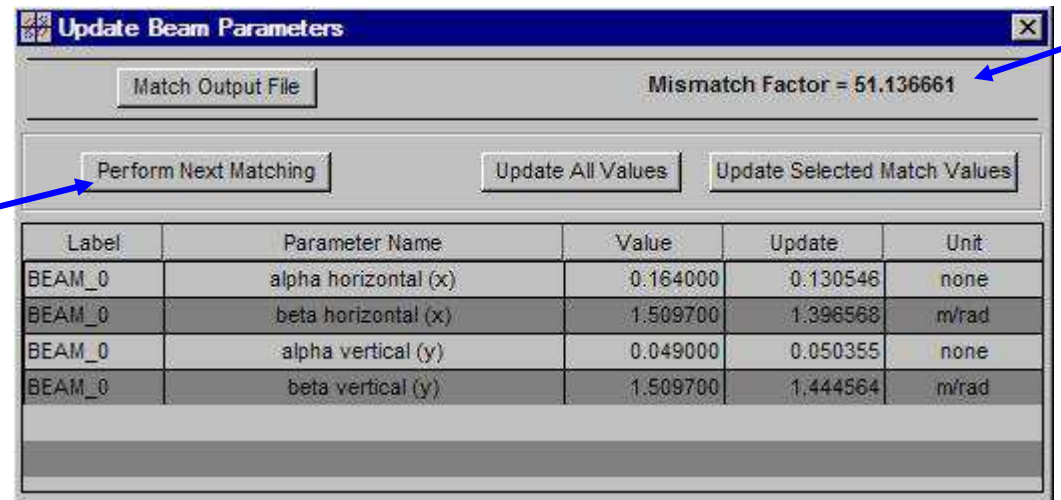 Update Beam Parameters
Match Output File Mismatch Factor = 51.136661
Perform Next Matching Update All Values Update Selected Match Values
Label Parameter Name Value Update Unit
BEAM_0 alpha horizontal (x) 0.164000 0.130546 none
BEAM_0 beta horizontal (x) 1.509700 1.396568 m/rad
BEAM_0 alpha vertical (y) 0.049000 0.050355 none
BEAM_0 beta vertical (y) 1.509700 1.444564 m/rad